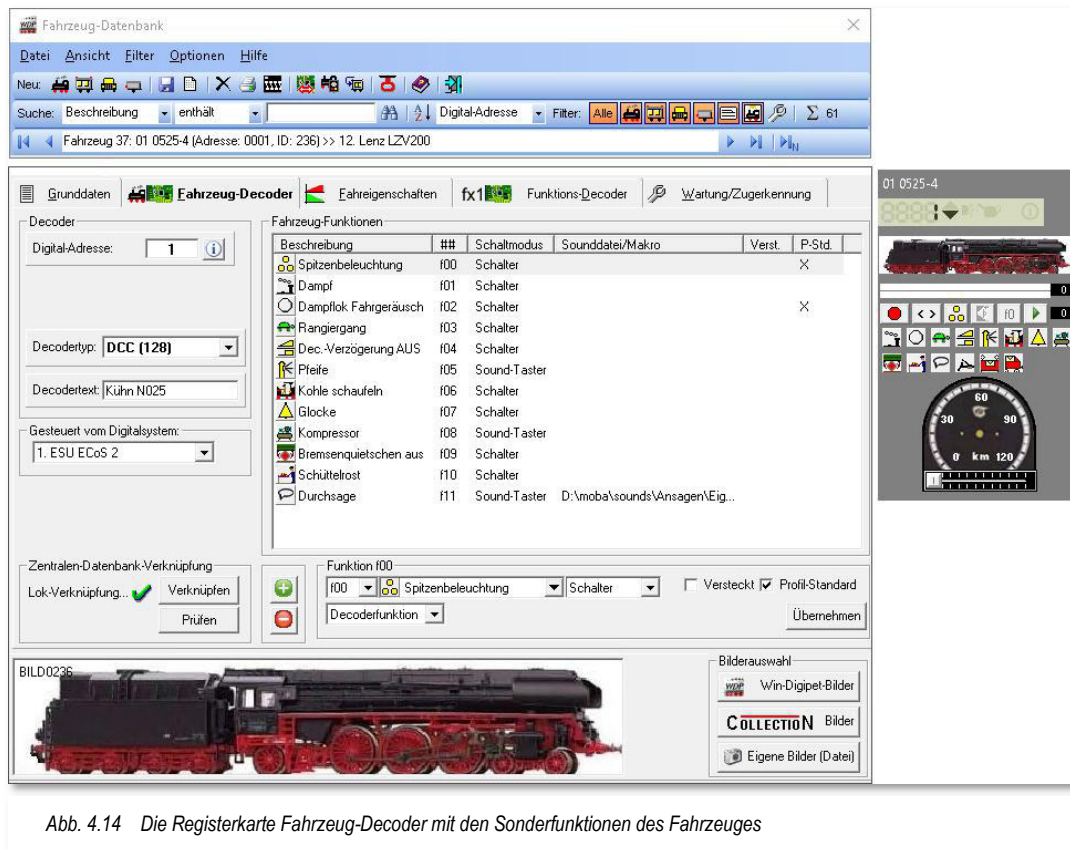 WDP Fahrzeug-Datenbank
Datei Ansicht Filter Optionen Hilfe
Neu:
Suche: Beschreibung enthält Digital-Adresse Filter: Alle Σ 61
Fahrzeug 37: 01 0525-4 (Adresse: 0001, ID: 236) >> 12. Lenz LZV200
Grunddaten Fahrzeug-Decoder Fahreigenschaften fx1 Funktions-Decoder Wartung/Zugerkennung
Decoder
Digital-Adresse: 1
Decodertyp: DCC (128)
Decodertext: Kühn N025
Gesteuert vom Digitalsystem:
1. ESU ECoS 2
Fahrzeug-Funktionen
Beschreibung ## Schaltmodus Sounddatei/Makro Verst. P-Std.
Spitzenbeleuchtung f00 Schalter X
Dampf f01 Schalter
Dampflok Fahrgeräusch f02 Schalter X
Rangiergang f03 Schalter
Dec.-Verzögerung AUS f04 Schalter
Pfeife f05 Sound-Taster
Kohle schaufeln f06 Schalter
Glocke f07 Schalter
Kompressor f08 Sound-Taster
Bremsenquietschen aus f09 Schalter
Schüttelrost f10 Schalter
Durchsage f11 Sound-Taster D:\moba\sounds\Ansagen\Eig...
Zentralen-Datenbank-Verknüpfung
Lok-Verknüpfung... Verknüpfen
Prüfen
Funktion f00
f00 Spitzenbeleuchtung Schalter Versteckt Profil-Standard
Decoderfunktion Übernehmen
BILD0236
Bilderauswahl
WDP Win-Digipet-Bilder
COLLECTION Bilder
Eigene Bilder (Datei)
01 0525-4
1
0
< > f0 0
60
30 90
0 km 120
Abb. 4.14 Die Registerkarte Fahrzeug-Decoder mit den Sonderfunktionen des Fahrzeuges